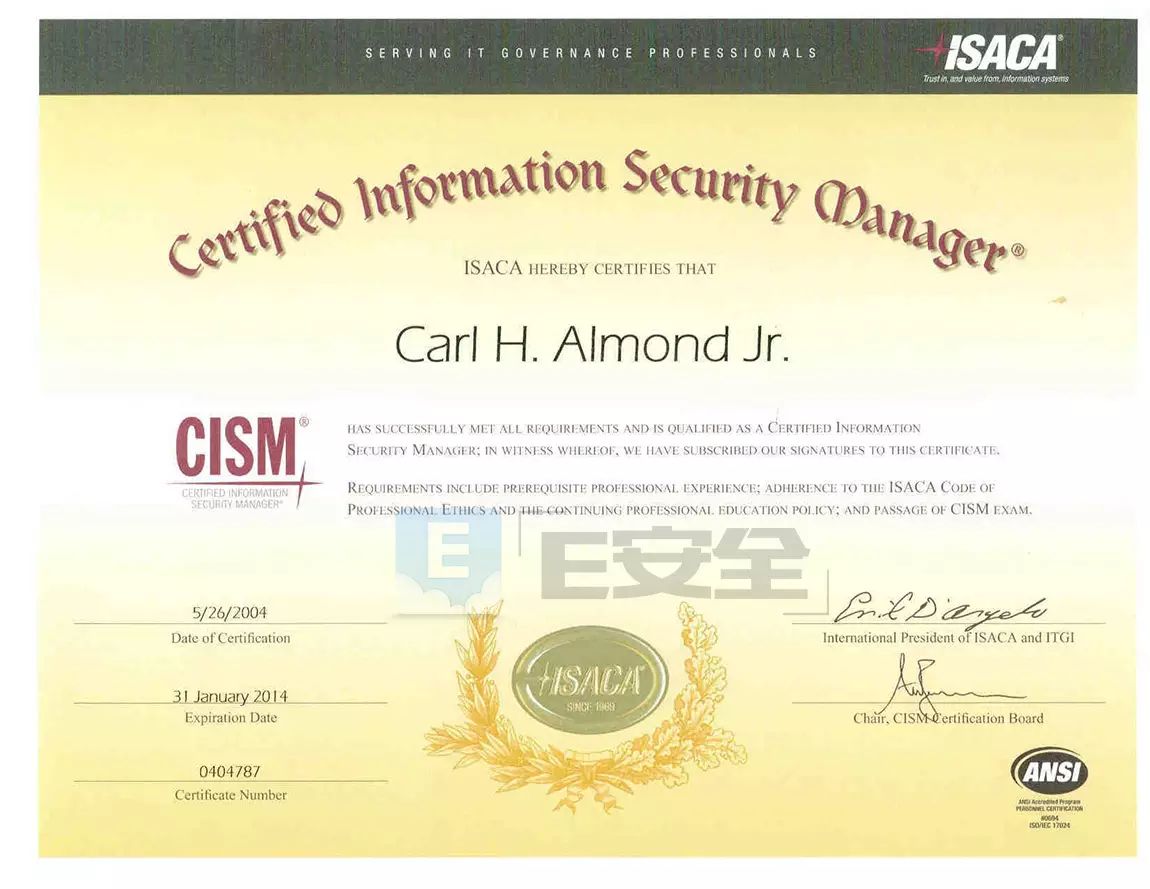 SERVING IT GOVERNANCE PROFESSIONALS
ISACA®
Trust in, and value from, information systems
Certified Information Security Manager®
ISACA HEREBY CERTIFIES THAT
Carl H. Almond Jr.
CISM®
CERTIFIED INFORMATION
SECURITY MANAGER®
HAS SUCCESSFULLY MET ALL REQUIREMENTS AND IS QUALIFIED AS A CERTIFIED INFORMATION
SECURITY MANAGER; IN WITNESS WHEREOF, WE HAVE SUBSCRIBED OUR SIGNATURES TO THIS CERTIFICATE.
REQUIREMENTS INCLUDE PREREQUISITE PROFESSIONAL EXPERIENCE; ADHERENCE TO THE ISACA CODE OF
PROFESSIONAL ETHICS AND THE CONTINUING PROFESSIONAL EDUCATION POLICY; AND PASSAGE OF CISM EXAM.
E E安全
5/26/2004
Date of Certification
31 January 2014
Expiration Date
0404787
Certificate Number
ISACA
SINCE 1969
International President of ISACA and ITGI
Chair, CISM Certification Board
ANSI
ANSI Accredited Program
PERSONNEL CERTIFICATION
#0694
ISO/IEC 17024